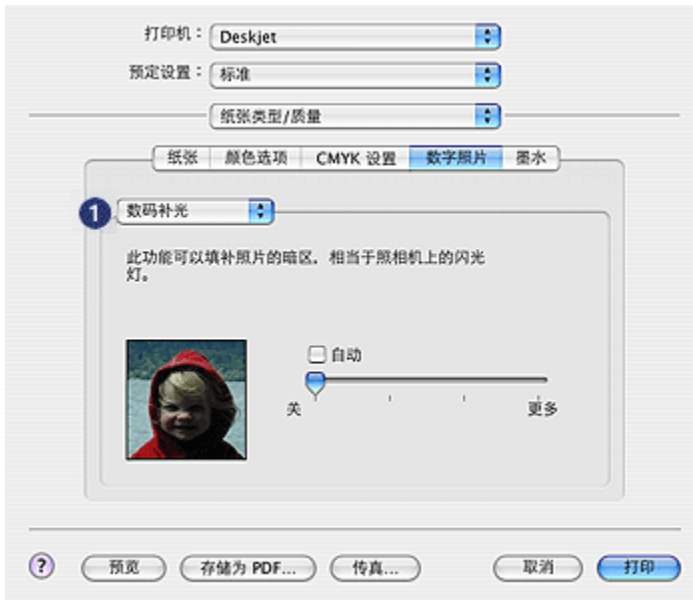 打印机： Deskjet
预定设置： 标准
纸张类型/质量
纸张 颜色选项 CMYK 设置 数字照片 墨水
1 数码补光
此功能可以填补照片的暗区，相当于照相机上的闪光
灯。
自动
关 更多
? 预览 存储为 PDF... 传真... 取消 打印